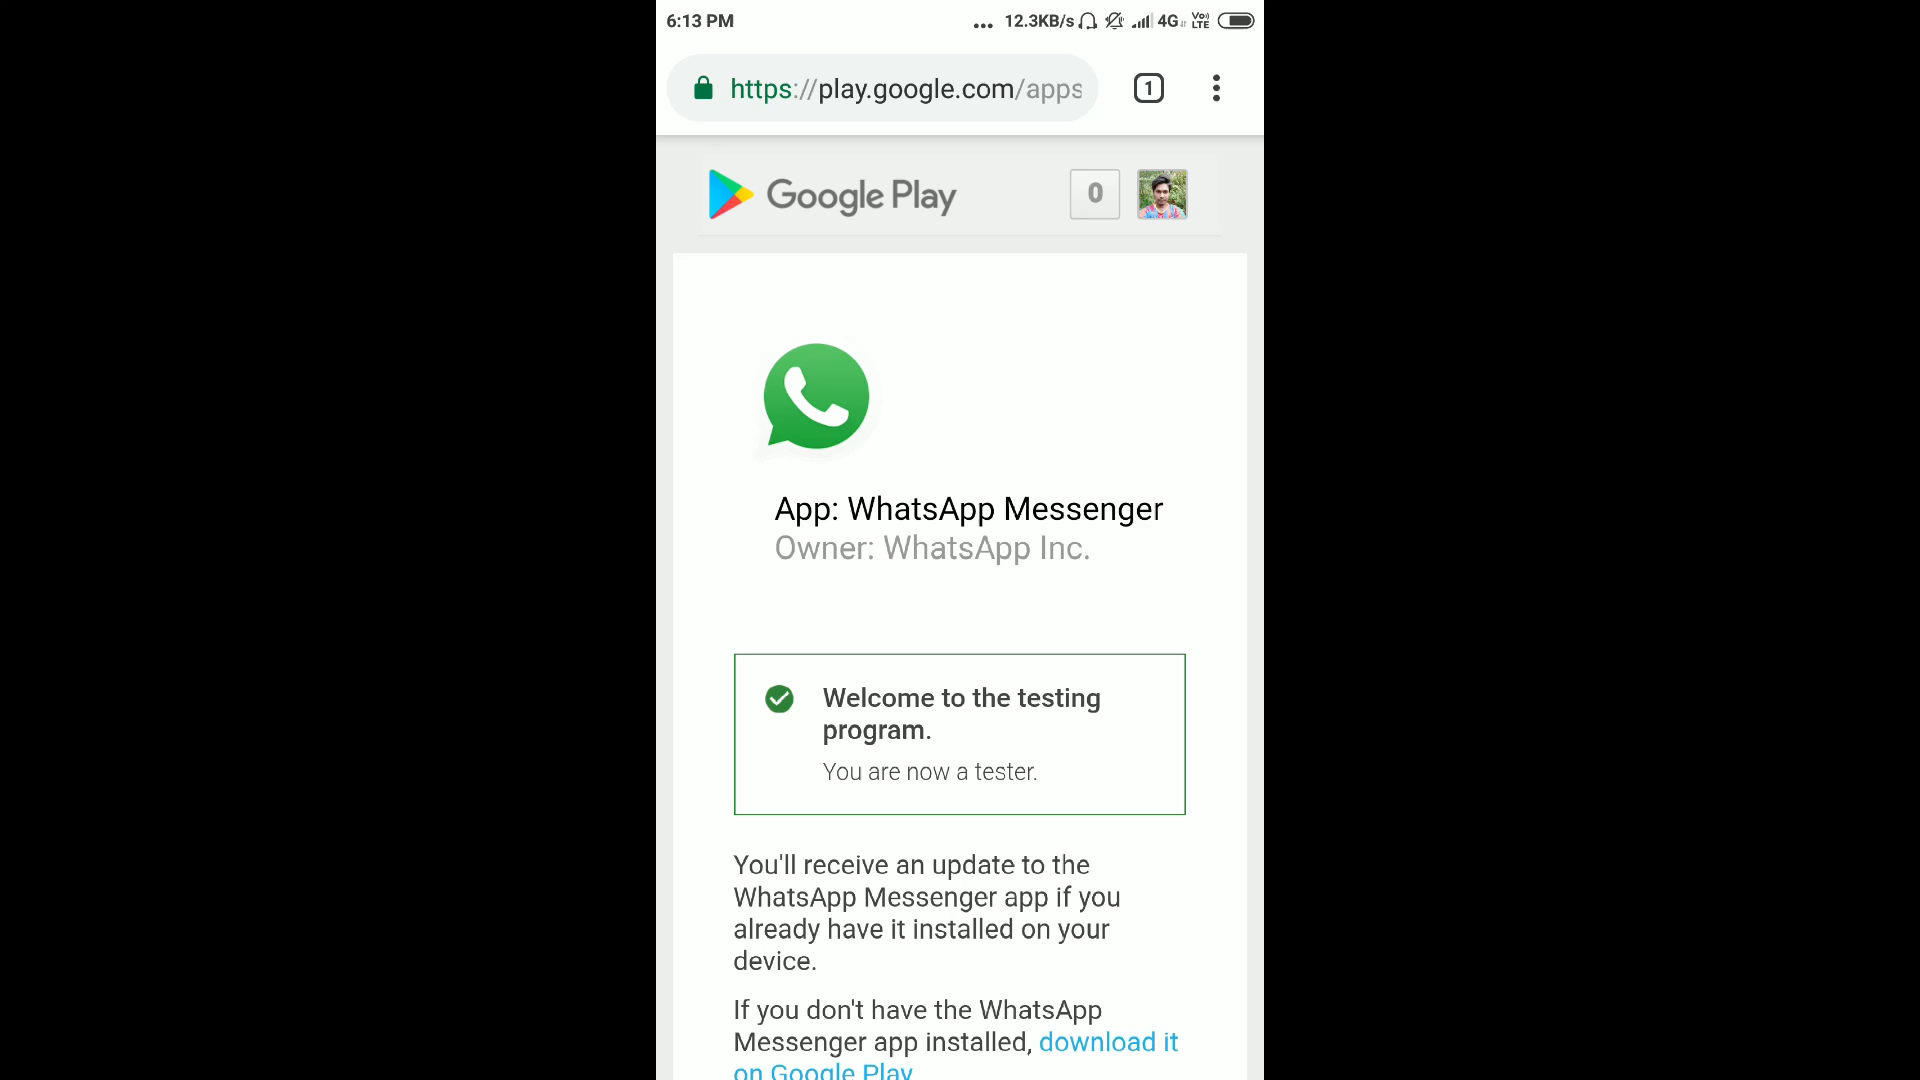 6:13 PM ... 12.3KB/s 4G VoLTE
https://play.google.com/apps 1
Google Play 0
App: WhatsApp Messenger
Owner: WhatsApp Inc.
Welcome to the testing
program.
You are now a tester.
You'll receive an update to the
WhatsApp Messenger app if you
already have it installed on your
device.
If you don't have the WhatsApp
Messenger app installed, download it
on Google Play